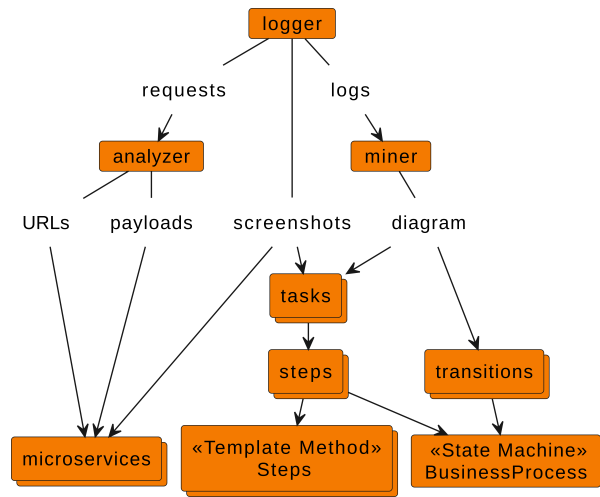 logger
requests
logs
analyzer
miner
URLs
payloads
screenshots
diagram
tasks
steps
transitions
microservices
«Template Method»
Steps
«State Machine»
BusinessProcess